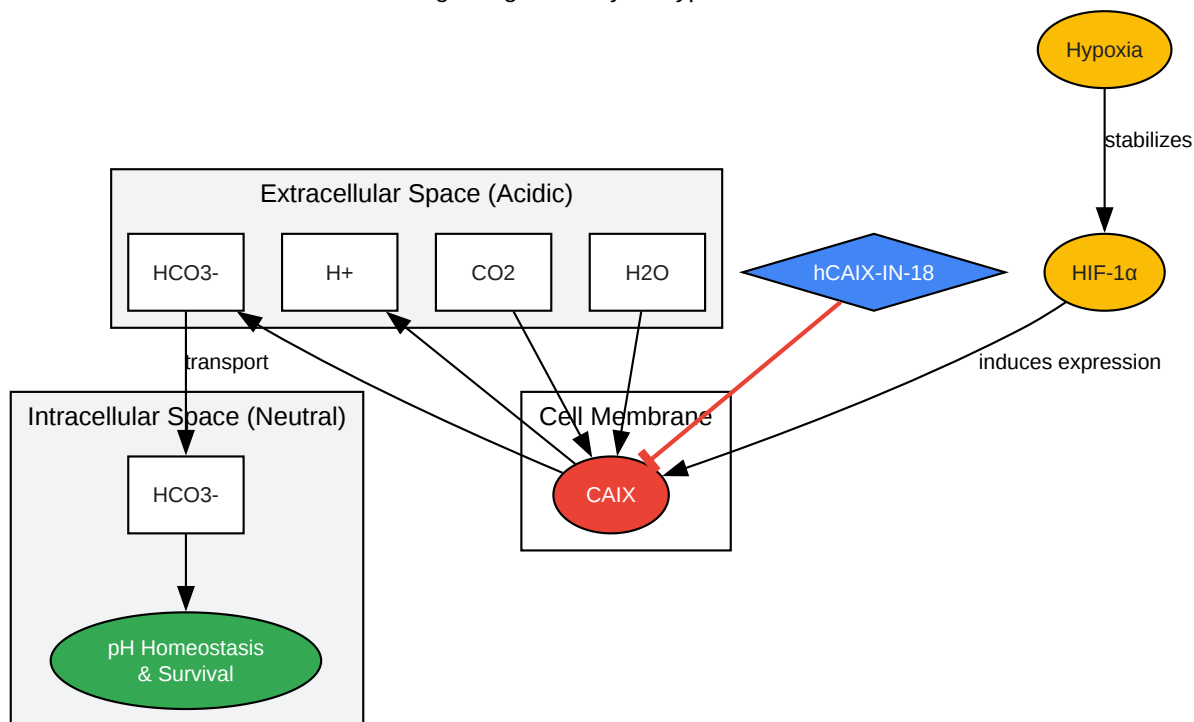 Hypoxia
stabilizes
Extracellular Space (Acidic)
HCO3-
H+
CO2
H2O
hCAIX-IN-18
HIF-1α
transport
induces expression
Intracellular Space (Neutral)
Cell Membrane
HCO3-
CAIX
pH Homeostasis
& Survival